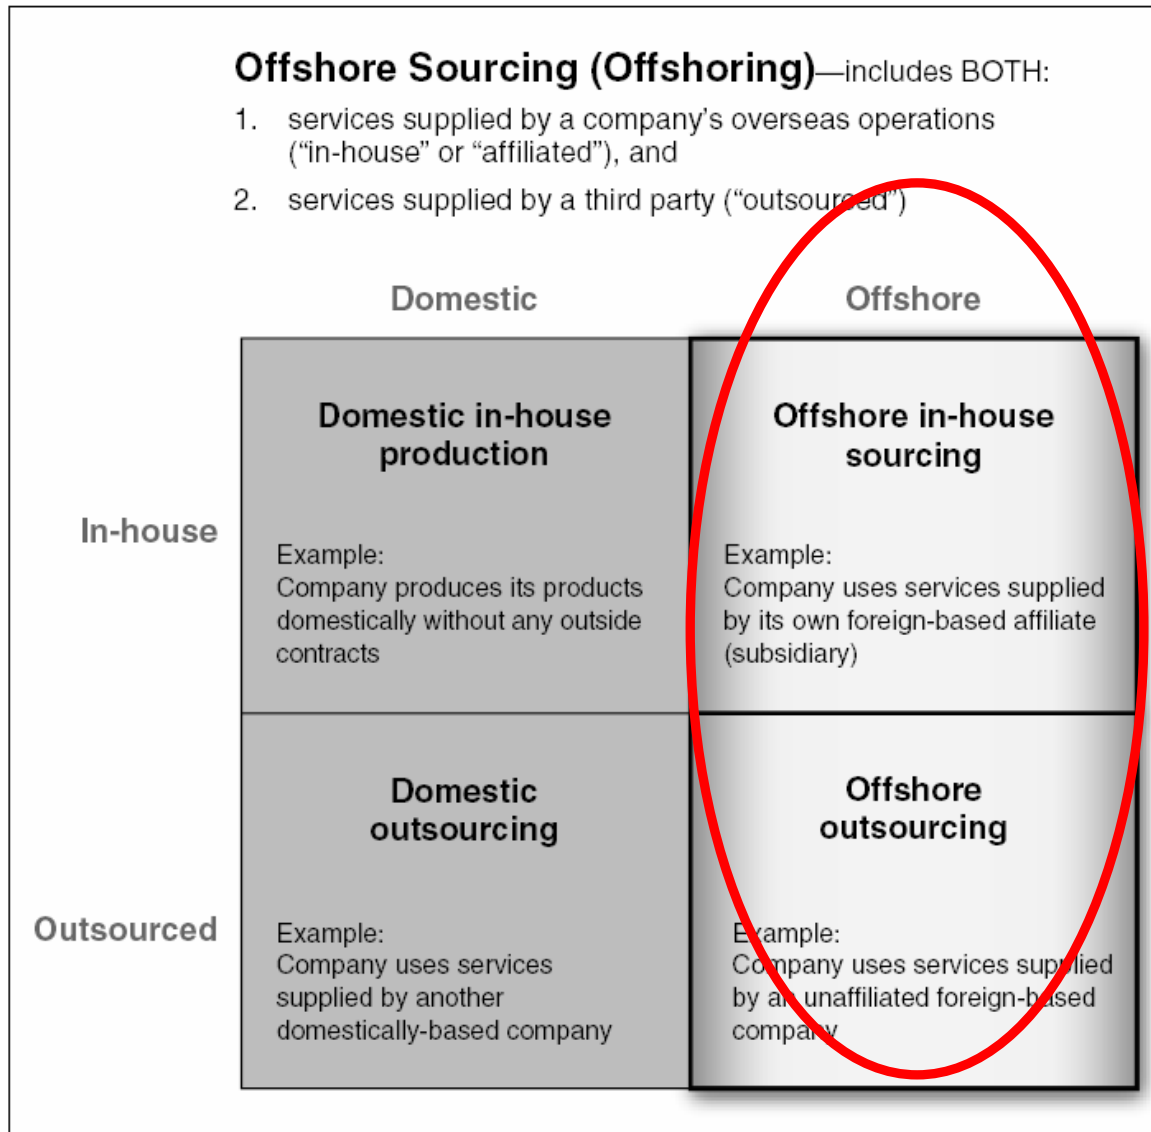 Offshore Sourcing (Offshoring)—includes BOTH:
1. services supplied by a company's overseas operations
("in-house" or "affiliated"), and
2. services supplied by a third party ("outsourced")
Domestic
Offshore
In-house
Domestic in-house
production
Example:
Company produces its products
domestically without any outside
contracts
Offshore in-house
sourcing
Example:
Company uses services supplied
by its own foreign-based affiliate
(subsidiary)
Outsourced
Domestic
outsourcing
Example:
Company uses services
supplied by another
domestically-based company
Offshore
outsourcing
Example:
Company uses services supplied
by an unaffiliated foreign-based
company